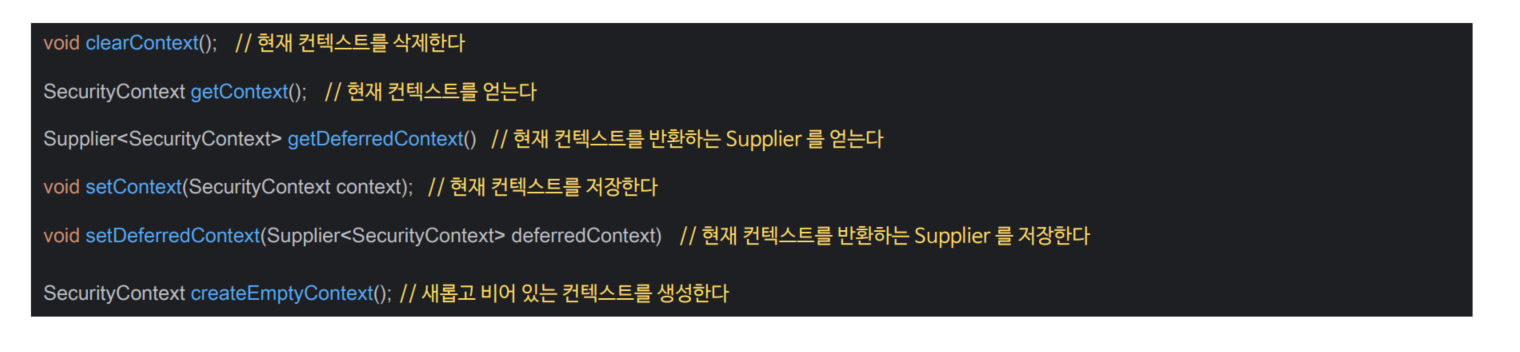 void clearContext(); // 현재 컨텍스트를 삭제한다
SecurityContext getContext(); // 현재 컨텍스트를 얻는다
Supplier<SecurityContext> getDeferredContext() // 현재 컨텍스트를 반환하는 Supplier 를 얻는다
void setContext(SecurityContext context); // 현재 컨텍스트를 저장한다
void setDeferredContext(Supplier<SecurityContext> deferredContext) // 현재 컨텍스트를 반환하는 Supplier 를 저장한다
SecurityContext createEmptyContext(); // 새롭고 비어 있는 컨텍스트를 생성한다